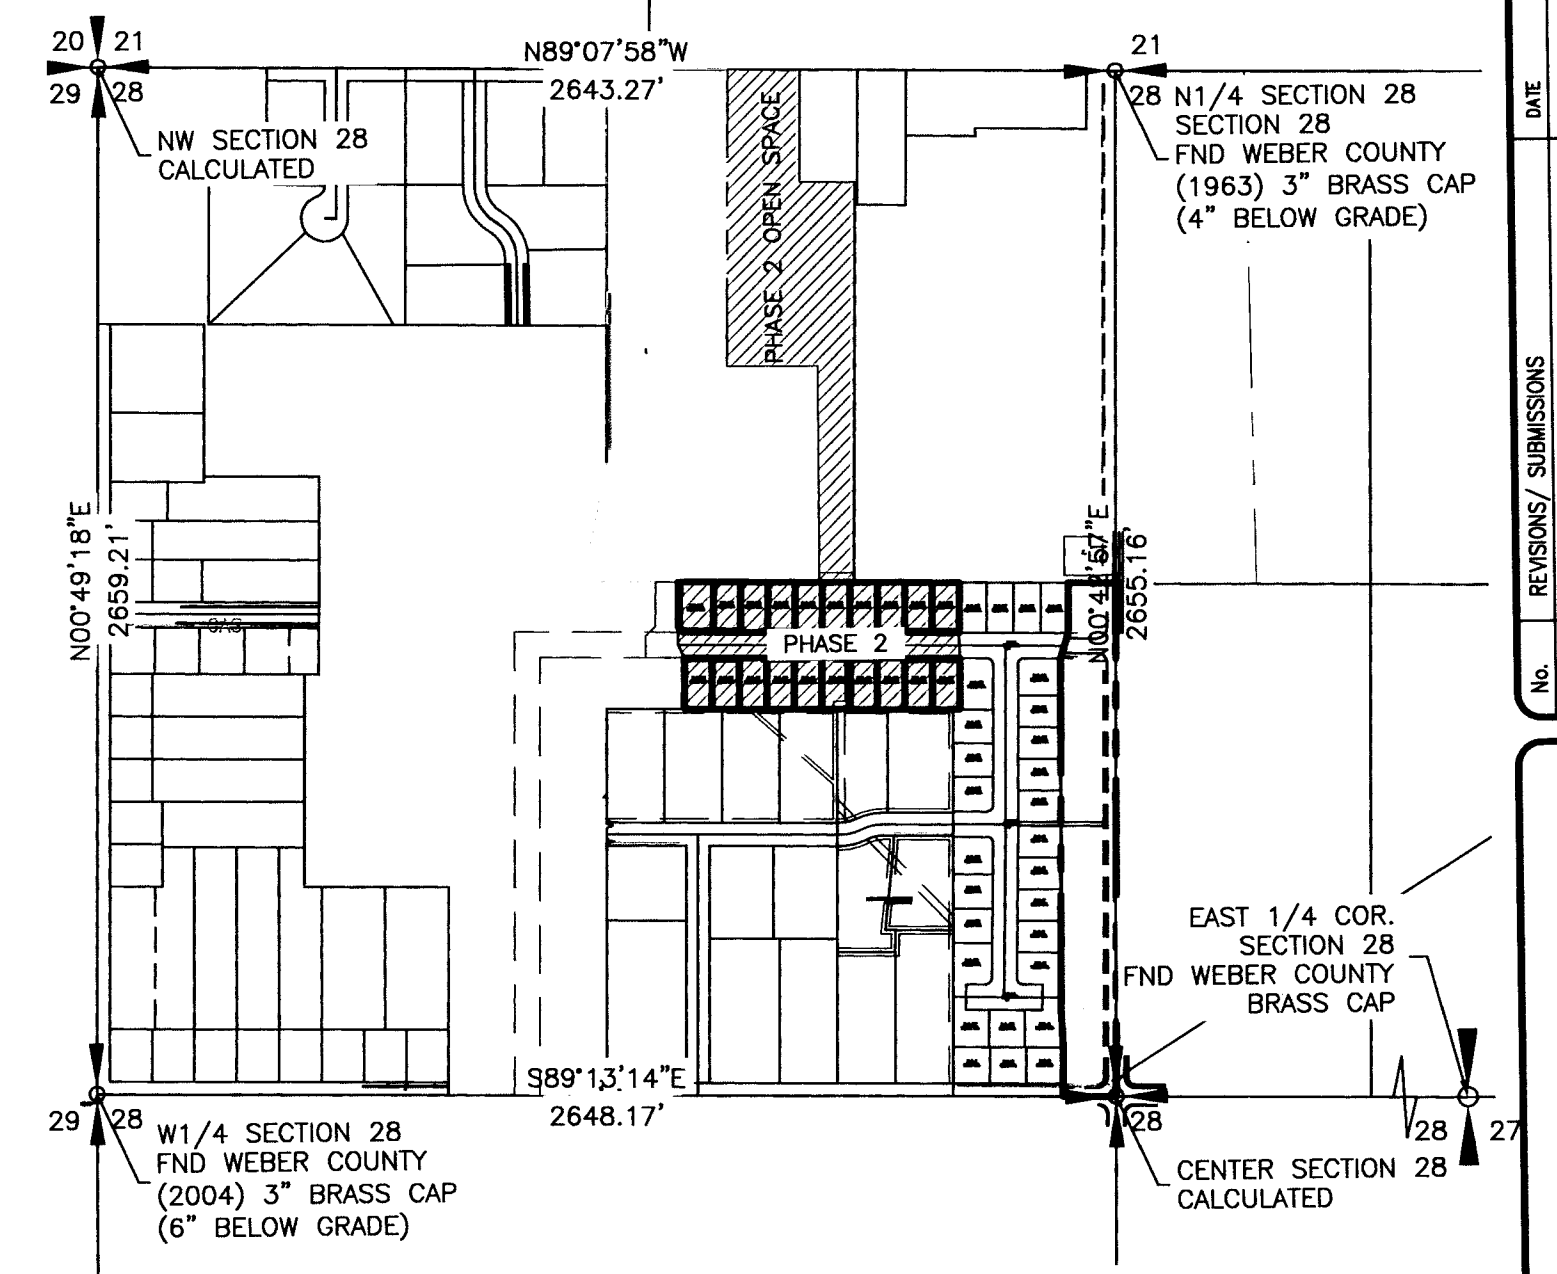 20 21
29 28
NW SECTION 28
CALCULATED
N89°07'58"W
2643.27'
21
28
N1/4 SECTION 28
SECTION 28
FND WEBER COUNTY
(1963) 3" BRASS CAP
(4" BELOW GRADE)
DATE
REVISIONS/ SUBMISSIONS
No.
PHASE 2 OPEN SPACE
N00°49'18"E
2659.21'
2655.16'
PHASE 2
EAST 1/4 COR.
SECTION 28
FND WEBER COUNTY
BRASS CAP
S89°13'14"E
2648.17'
29 28
W1/4 SECTION 28
FND WEBER COUNTY
(2004) 3" BRASS CAP
(6" BELOW GRADE)
28
CENTER SECTION 28
CALCULATED
28 27